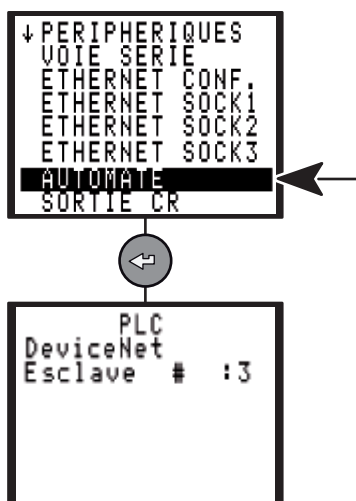 ↓PERIPHERIQUES
VOIE SERIE
ETHERNET CONF.
ETHERNET SOCK1
ETHERNET SOCK2
ETHERNET SOCK3
AUTOMATE
SORTIE CR
PLC
DeviceNet
Esclave # :3